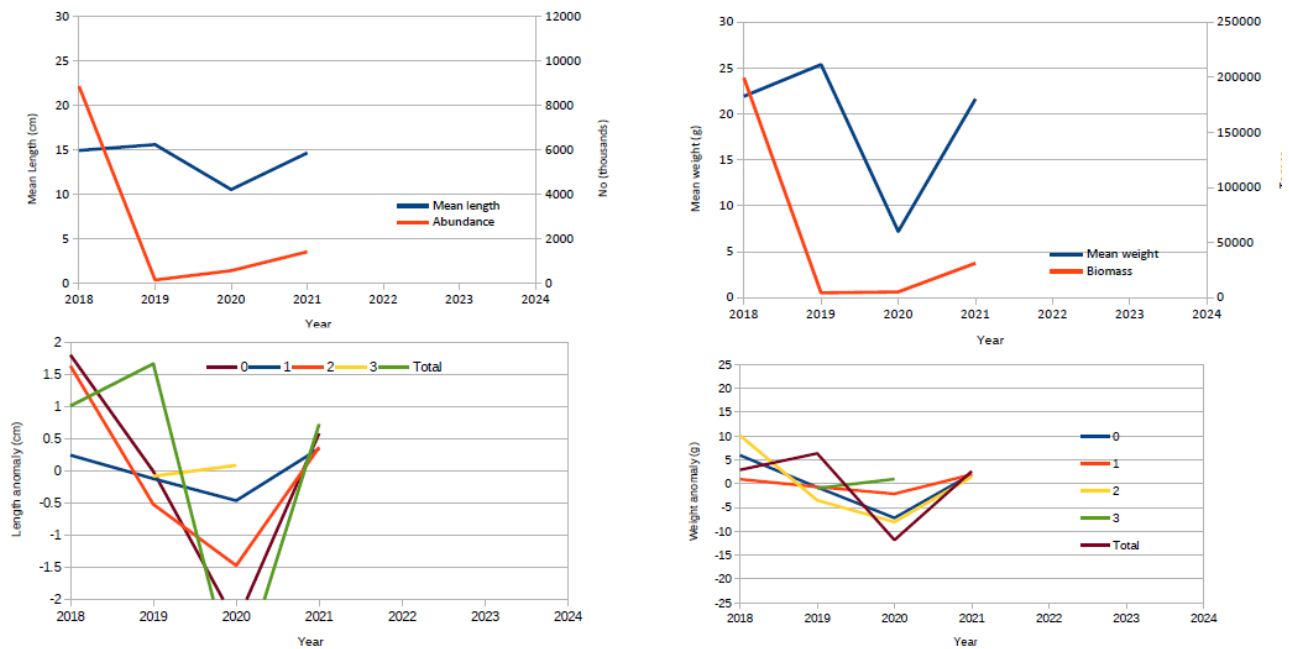 30
25
20
15
10
5
0
Mean Length (cm)
12000
10000
8000
6000
4000
2000
0
No (thousands)
Mean length
Abundance
2018 2019 2020 2021 2022 2023 2024
Year
30
25
20
15
10
5
0
Mean weight (g)
250000
200000
150000
100000
50000
0
Mean weight
Biomass
2018 2019 2020 2021 2022 2023 2024
Year
2
1.5
1
0.5
0
-0.5
-1
-1.5
-2
Length anomaly (cm)
0 1 2 3 Total
2018 2019 2020 2021 2022 2023 2024
Year
25
20
15
10
5
0
-5
-10
-15
-20
-25
Weight anomaly (g)
0
1
2
3
Total
2018 2019 2020 2021 2022 2023 2024
Year